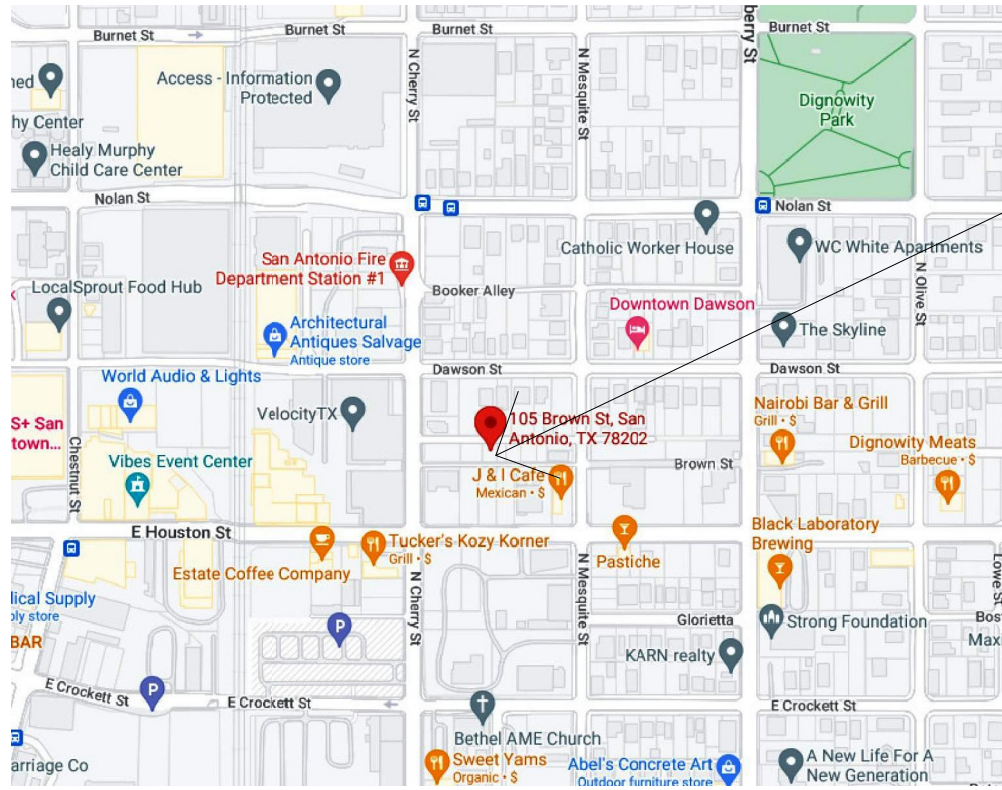 Burnet St
Burnet St
Burnet St
Burnet St
berry St
N Cherry St
N Mesquite St
Access - Information
Protected
Dignowity
Park
ned
hy Center
Healy Murphy
Child Care Center
Nolan St
Nolan St
Catholic Worker House
WC White Apartments
San Antonio Fire
Department Station #1
N Olive St
LocalSprout Food Hub
Booker Alley
Downtown Dawson
Architectural
Antiques Salvage
Antique store
The Skyline
Dawson St
Dawson St
World Audio & Lights
VelocityTX
105 Brown St, San
Antonio, TX 78202
Nairobi Bar & Grill
Grill • $
S+ San
town...
Chestnut St
Vibes Event Center
J & I Cafe
Mexican • $
Brown St
Dignowity Meats
Barbecue • $
E Houston St
Tucker's Kozy Korner
Grill • $
Estate Coffee Company
Pastiche
Black Laboratory
Brewing
N Cherry St
N Mesquite St
Lowe St
dical Supply
ply store
BAR
P
Glorietta
Strong Foundation
Bos
Max
KARN realty
E Crockett St
P
E Crockett St
E Crockett St
Bethel AME Church
arriage Co
Sweet Yams
Organic • $
Abel's Concrete Art
Outdoor furniture store
A New Life For A
New Generation